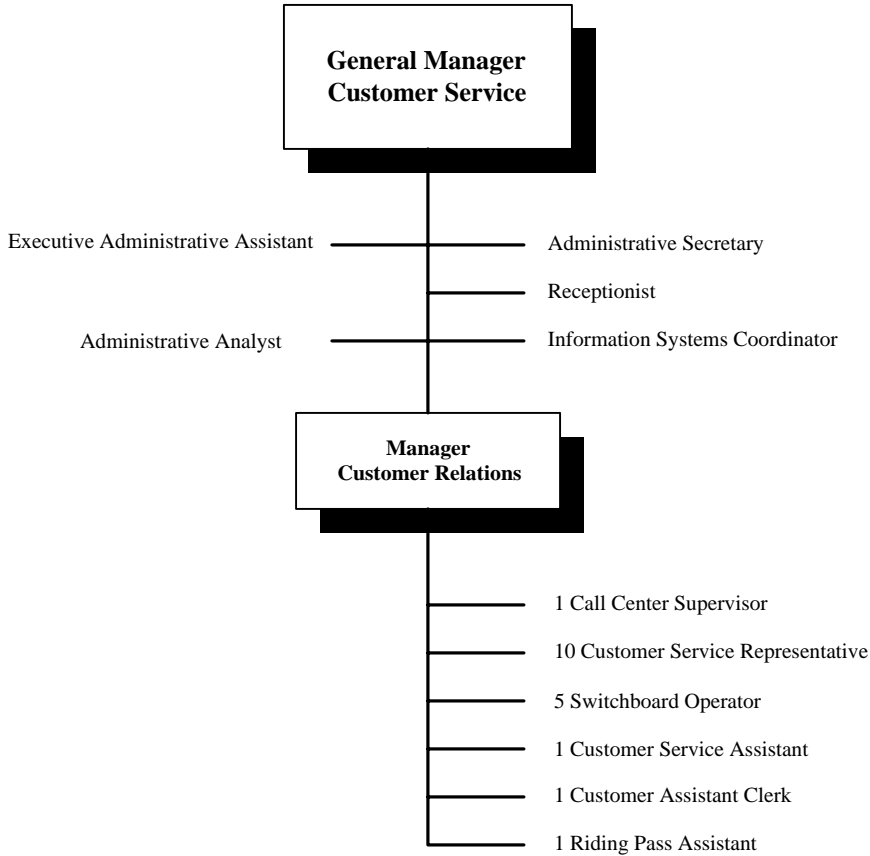 General Manager
Customer Service
Executive Administrative Assistant
Administrative Secretary
Receptionist
Administrative Analyst
Information Systems Coordinator
Manager
Customer Relations
1 Call Center Supervisor
10 Customer Service Representative
5 Switchboard Operator
1 Customer Service Assistant
1 Customer Assistant Clerk
1 Riding Pass Assistant